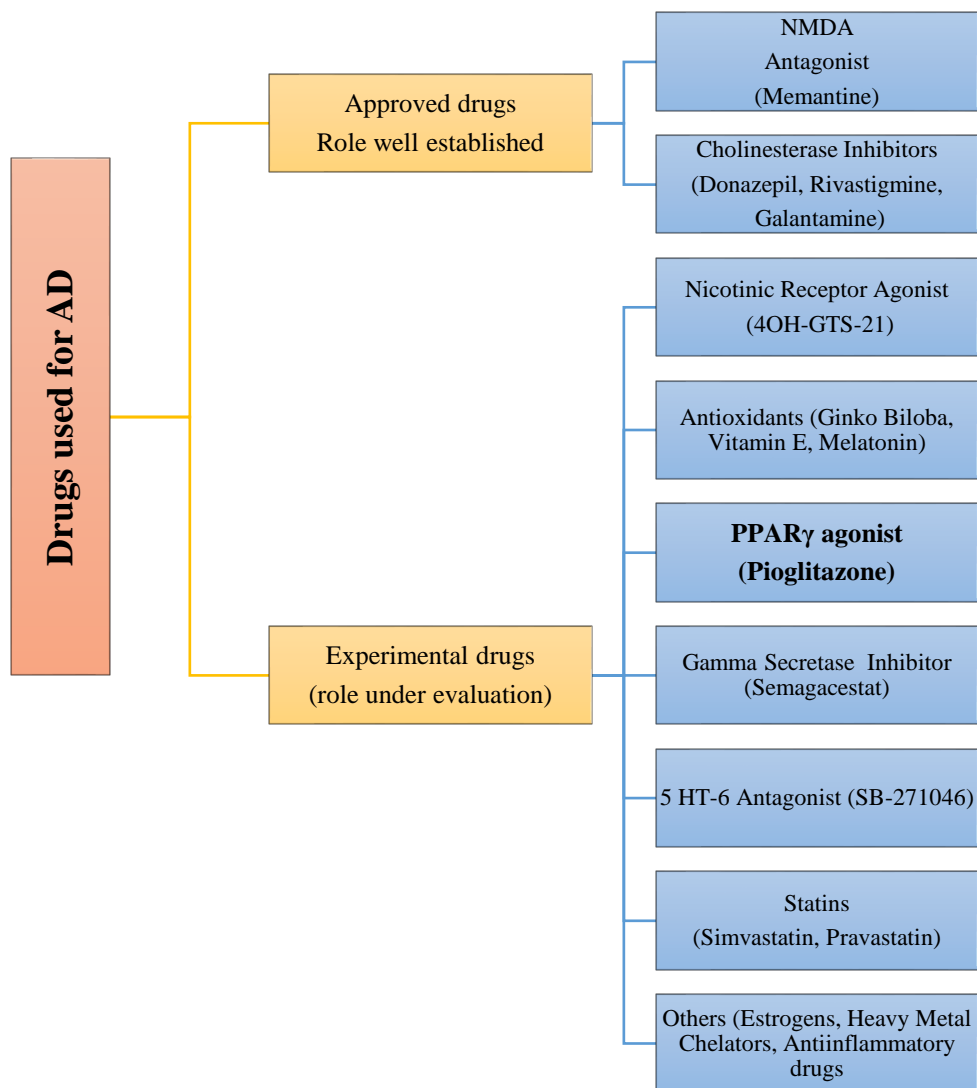 Drugs used for AD
Approved drugs
Role well established
NMDA
Antagonist
(Memantine)
Cholinesterase Inhibitors
(Donazepil, Rivastigmine,
Galantamine)
Experimental drugs
(role under evaluation)
Nicotinic Receptor Agonist
(4OH-GTS-21)
Antioxidants (Ginko Biloba,
Vitamin E, Melatonin)
PPARγ agonist
(Pioglitazone)
Gamma Secretase Inhibitor
(Semagacestat)
5 HT-6 Antagonist (SB-271046)
Statins
(Simvastatin, Pravastatin)
Others (Estrogens, Heavy Metal
Chelators, Antiinflammatory
drugs